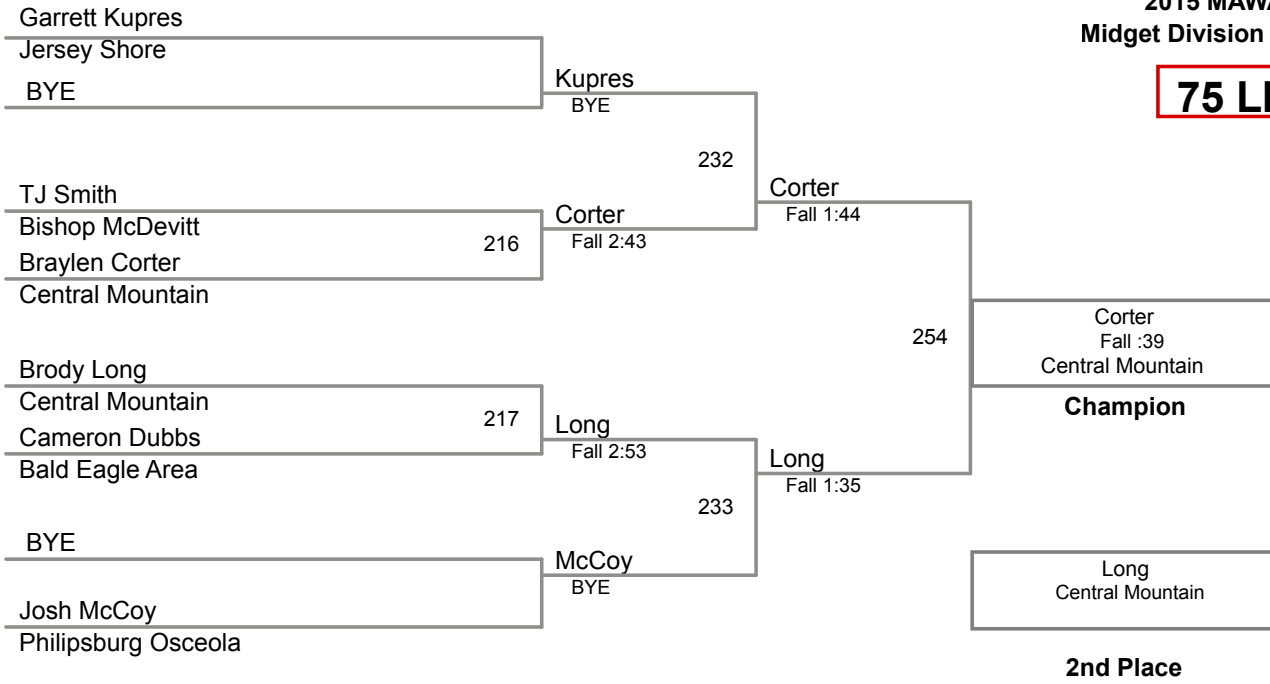 Garrett Kupres
Jersey Shore
BYE
Kupres
BYE
232
TJ Smith
Bishop McDevitt
216
Braylen Corter
Central Mountain
Corter
Fall 2:43
Corter
Fall 1:44
Brody Long
Central Mountain
217
Cameron Dubbs
Bald Eagle Area
Long
Fall 2:53
233
BYE
Josh McCoy
Philipsburg Osceola
McCoy
BYE
Long
Fall 1:35
254
2015
Midget Division
75
Corter
Fall :39
Central Mountain
Champion
Long
Central Mountain
2nd Place